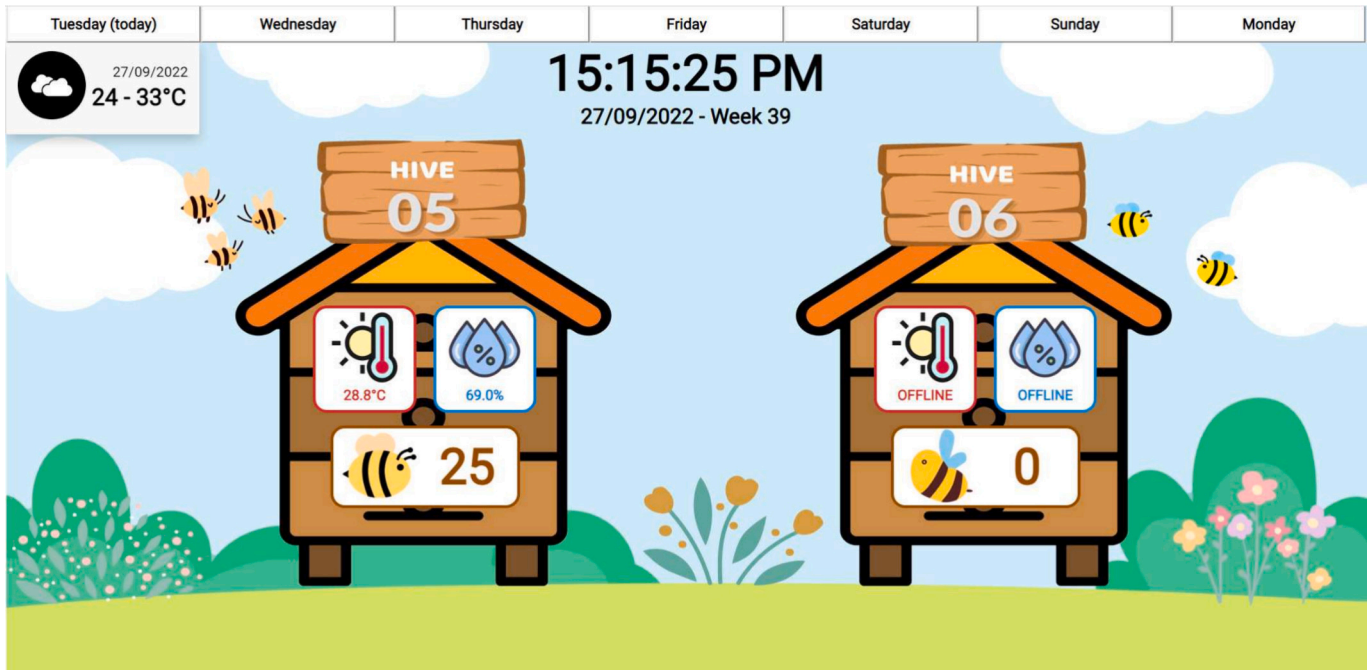 Tuesday (today) Wednesday Thursday Friday Saturday Sunday Monday
27/09/2022
24 - 33°C
15:15:25 PM
27/09/2022 - Week 39
HIVE
05
28.8°C 69.0%
25
HIVE
06
OFFLINE OFFLINE
0